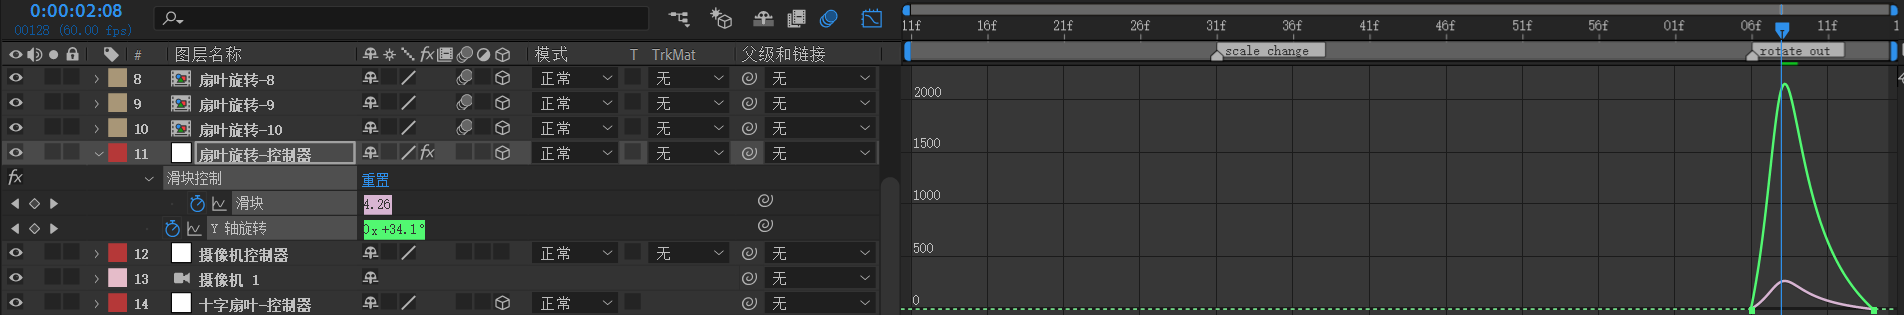 0:00:02:08
00128 (60.00 fps)
11f 16f 21f 26f 31f 36f 41f 46f 51f 56f 01f 06f 11f 1
# 图层名称 fx 模式 T TrkMat 父级和链接
scale change rotate out
8 扇叶旋转-8 正常 无 无
9 扇叶旋转-9 正常 无 无
10 扇叶旋转-10 正常 无 无
11 扇叶旋转-控制器 fx 正常 无 无
fx 滑块控制 重置
滑块 4.26
Y 轴旋转 0x+34.1°
12 摄像机控制器 正常 无 无
13 摄像机 1 无
14 十字扇叶-控制器 正常 无
2000
1500
1000
500
0